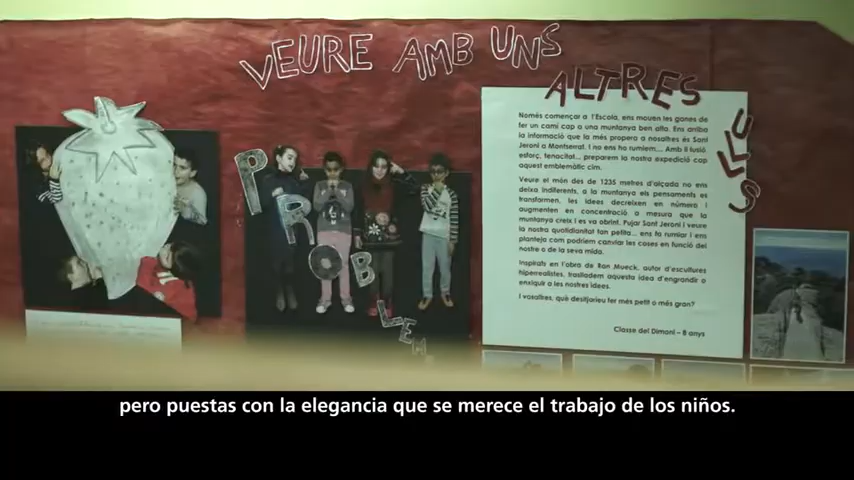 VEURE AMB UNS
ALTRES
ULLS
PROBLEM
Només començar a l'Escola, ens mouen les ganes de
fer un camí cap a una muntanya ben alta. Ens arriba
la informació que la més propera a nosaltres és Sant
Jeroni a Montserrat. I no ens ho rumiem... Amb il·lusió,
esforç, tenacitat... preparem la nostra expedició cap
aquest emblemàtic cim.
Veure el món des de 1235 metres d'alçada no ens
deixa indiferents, a la muntanya els pensaments es
transformen, les idees decreixen en número i
augmenten en concentració a mesura que la
muntanya creix i es va obrint. Pujar Sant Jeroni i veure
la nostra quotidianitat tan petita... ens fa rumiar i ens
planteja com podríem canviar les coses en funció del
nostre o de la seva mida.
Inspirats en l'obra de Ron Mueck, autor d'escultures
hiperrealistes, traslladem aquesta idea d'engrandir o
enxiquir a les nostres idees.
I vosaltres, què desitjaríeu fer més petit o més gran?
Classe del Dimoni – 8 anys
pero puestas con la elegancia que se merece el trabajo de los niños.